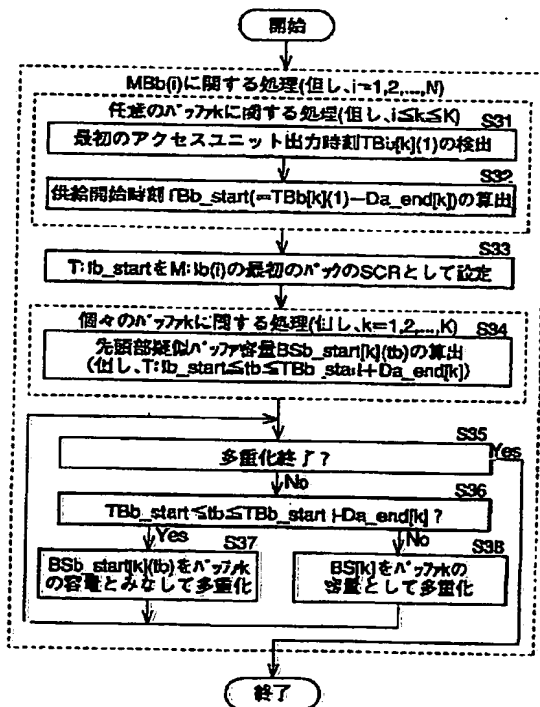 開始
MBb(i)に関する処理(但し、i=1,2,...,N)
任意のバッファkに関する処理(但し、i≦k≦K)
S31
最初のアクセスユニット出力時刻TBb[k](1)の検出
S32
供給開始時刻TBb_start(=TBb[k](1)-Da_end[k])の算出
S33
TBb_startをMBb(i)の最初のパックのSCRとして設定
個々のバッファkに関する処理(但し、k=1,2,...,K)
S34
先頭部疑似バッファ容量BSb_start[k](tb)の算出
(但し、TBb_start≦tb≦TBb_start+Da_end[k])
S35
多重化終了?
Yes
No
S36
TBb_start≦tb≦TBb_start+Da_end[k]?
Yes
No
S37
BSb_start[k](tb)をバッファk
の容量とみなして多重化
S38
BS[k]をバッファkの
容量として多重化
終了